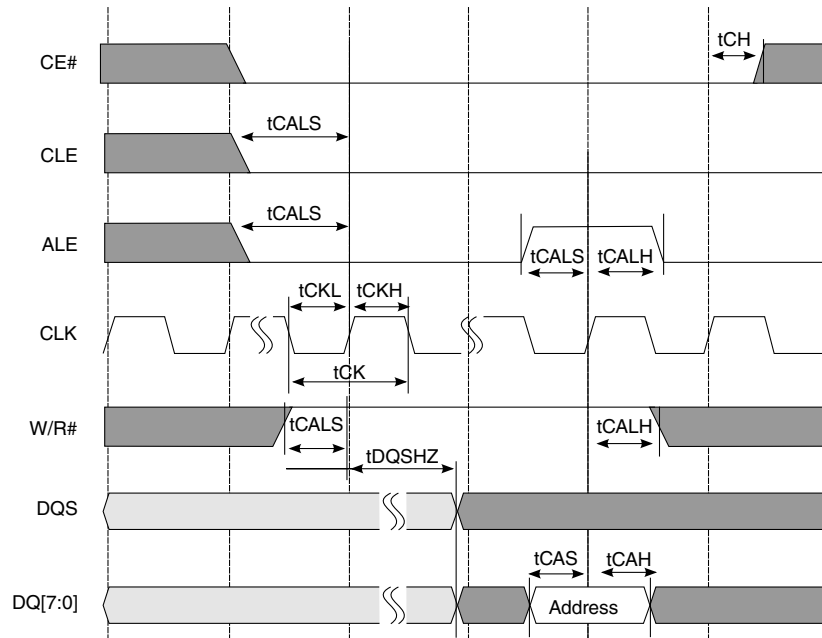 CE#
tCH
CLE
tCALS
ALE
tCALS
tCALS
tCALH
CLK
tCKL
tCKH
tCK
W/R#
tCALS
tCALH
tDQSHZ
DQS
DQ[7:0]
tCAS
tCAH
Address